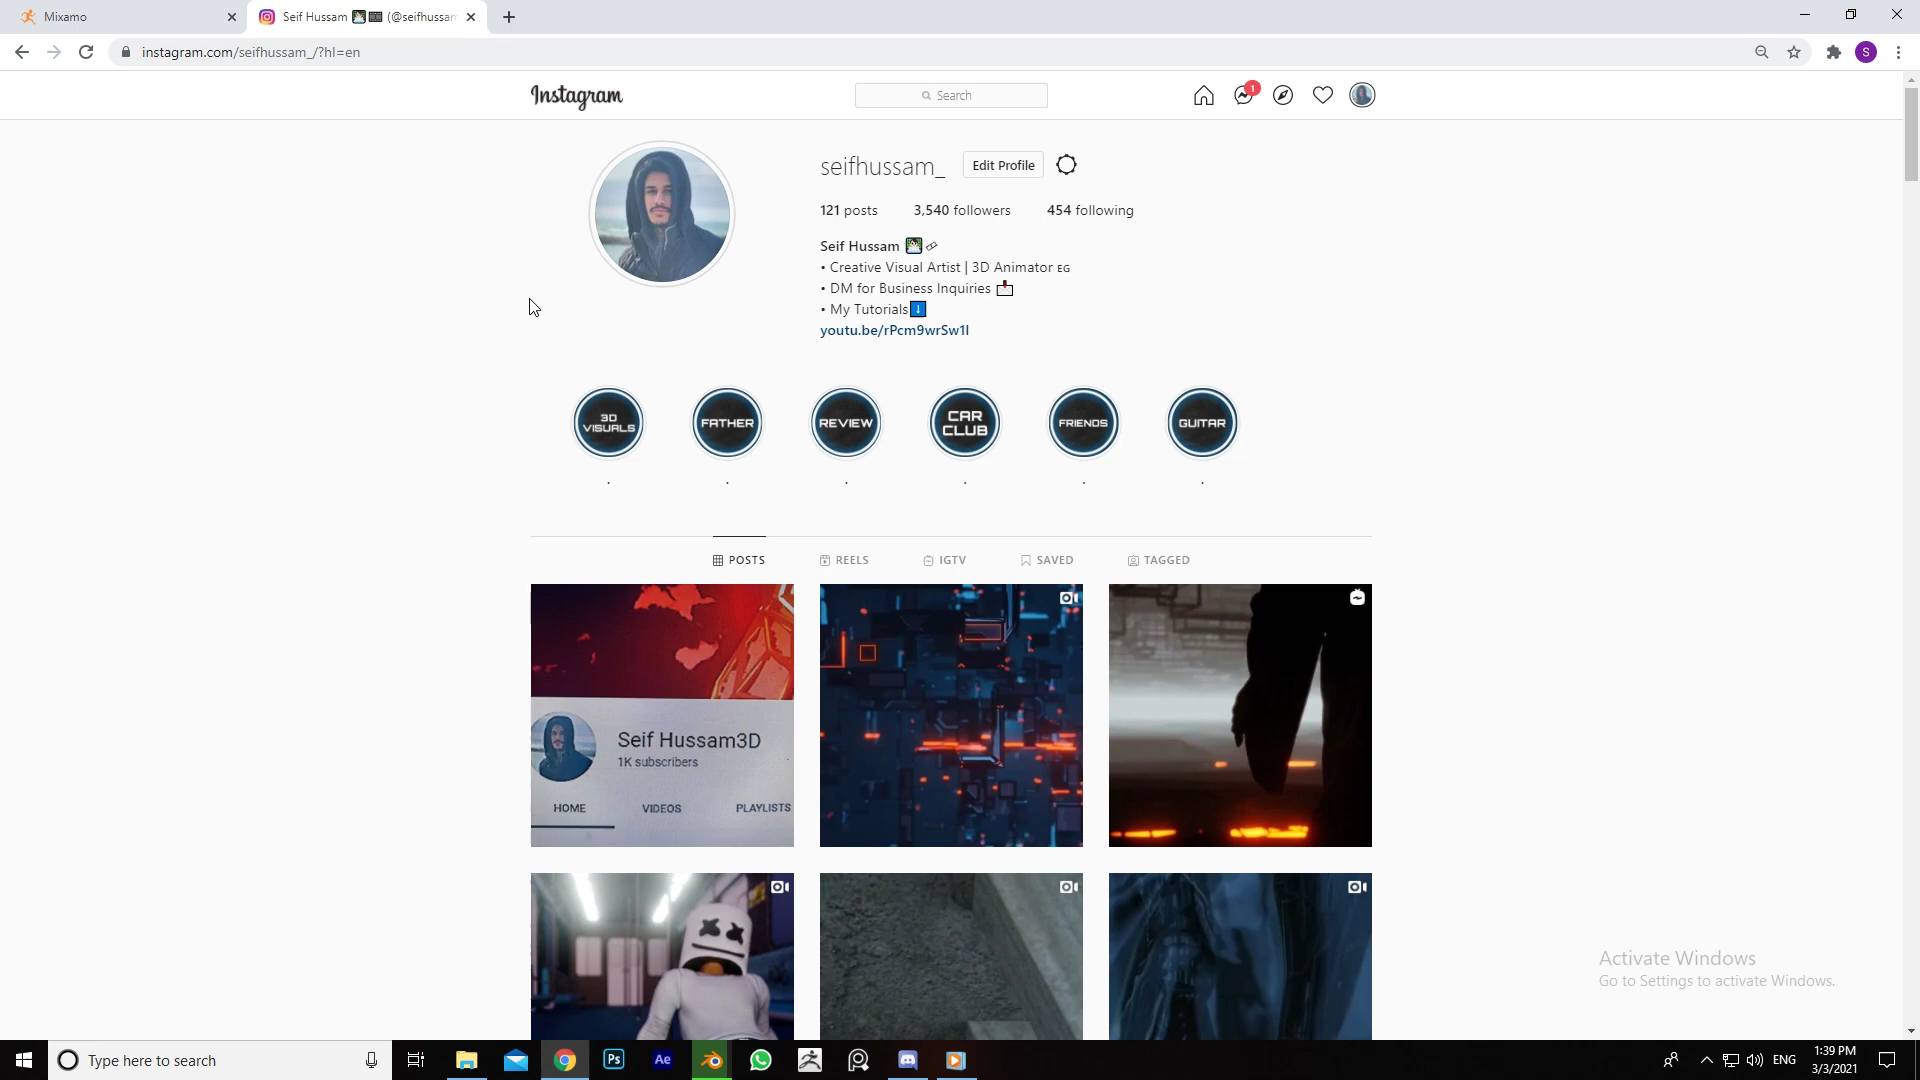 Mixamo
Seif Hussam (@seifhussam
instagram.com/seifhussam_/?hl=en
S
Instagram
Search
1
seifhussam_
Edit Profile
121 posts
3,540 followers
454 following
Seif Hussam
• Creative Visual Artist | 3D Animator EG
• DM for Business Inquiries
• My Tutorials
youtu.be/rPcm9wrSw1I
3D
VISUALS
FATHER
REVIEW
CAR
CLUB
FRIENDS
GUITAR
. . . . . .
POSTS
REELS
IGTV
SAVED
TAGGED
Seif Hussam3D
1K subscribers
HOME
VIDEOS
PLAYLISTS
Activate Windows
Go to Settings to activate Windows.
Type here to search
Ps
Ae
ENG
1:39 PM
3/3/2021